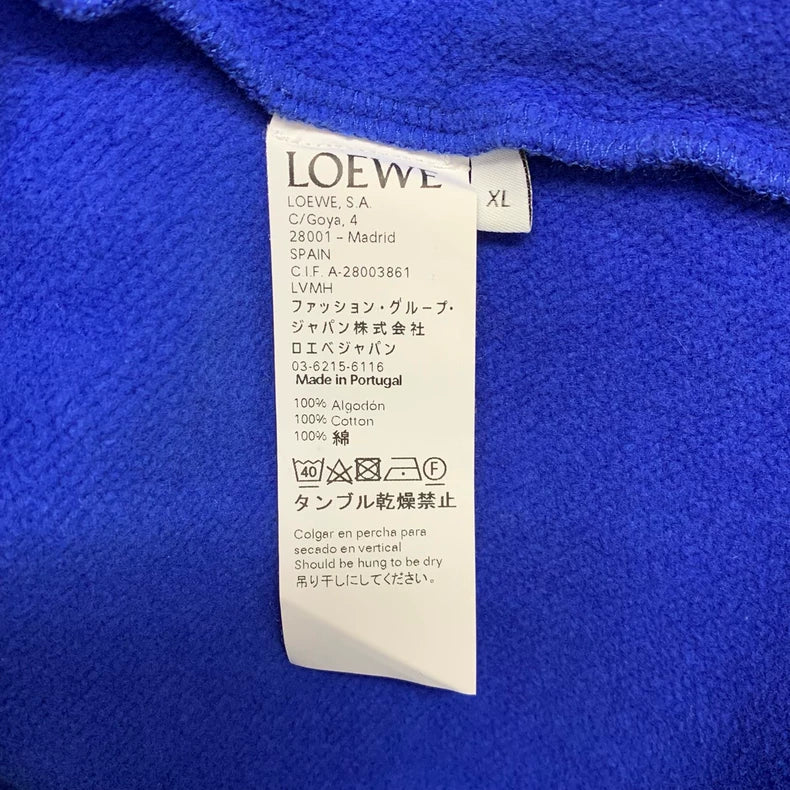 LOEWE
XL
LOEWE, S.A.
C/Goya, 4
28001 – Madrid
SPAIN
C.I.F. A-28003861
LVMH
ファッション・グループ・
ジャパン株式会社
ロエベジャパン
03-6215-6116
Made in Portugal
100% Algodón
100% Cotton
100% 綿
40 F
タンブル乾燥禁止
Colgar en percha para
secado en vertical
Should be hung to be dry
吊り干しにしてください。